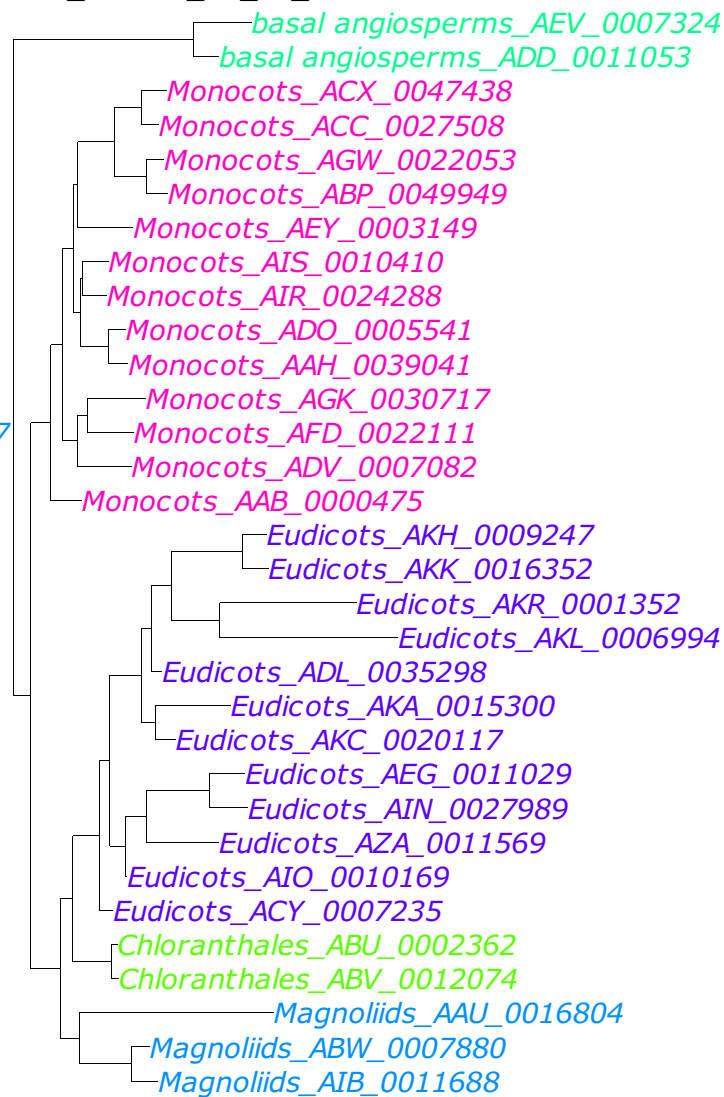 basal angiosperms_AEV_0007324
basal angiosperms_ADD_0011053
Monocots_ACX_0047438
Monocots_ACC_0027508
Monocots_AGW_0022053
Monocots_ABP_0049949
Monocots_AEY_0003149
Monocots_AIS_0010410
Monocots_AIR_0024288
Monocots_ADO_0005541
Monocots_AAH_0039041
Monocots_AGK_0030717
Monocots_AFD_0022111
Monocots_ADV_0007082
Monocots_AAB_0000475
Eudicots_AKH_0009247
Eudicots_AKK_0016352
Eudicots_AKR_0001352
Eudicots_AKL_0006994
Eudicots_ADL_0035298
Eudicots_AKA_0015300
Eudicots_AKC_0020117
Eudicots_AEG_0011029
Eudicots_AIN_0027989
Eudicots_AZA_0011569
Eudicots_AIO_0010169
Eudicots_ACY_0007235
Chloranthales_ABU_0002362
Chloranthales_ABV_0012074
Magnoliids_AAU_0016804
Magnoliids_ABW_0007880
Magnoliids_AIB_0011688